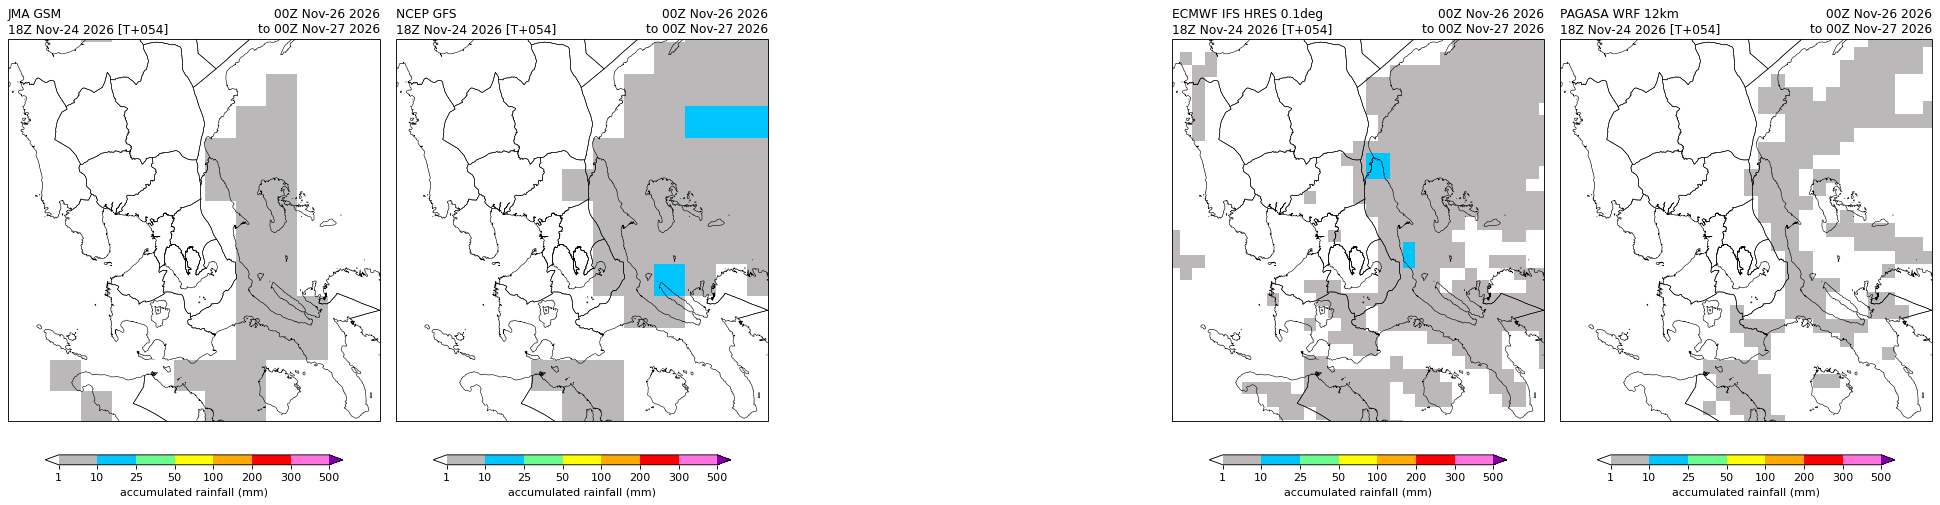 JMA GSM
00Z Nov-26 2026
18Z Nov-24 2026 [T+054]
to 00Z Nov-27 2026
NCEP GFS
00Z Nov-26 2026
18Z Nov-24 2026 [T+054]
to 00Z Nov-27 2026
ECMWF IFS HRES 0.1deg
00Z Nov-26 2026
18Z Nov-24 2026 [T+054]
to 00Z Nov-27 2026
PAGASA WRF 12km
00Z Nov-26 2026
18Z Nov-24 2026 [T+054]
to 00Z Nov-27 2026
1 10 25 50 100 200 300 500
accumulated rainfall (mm)
1 10 25 50 100 200 300 500
accumulated rainfall (mm)
1 10 25 50 100 200 300 500
accumulated rainfall (mm)
1 10 25 50 100 200 300 500
accumulated rainfall (mm)